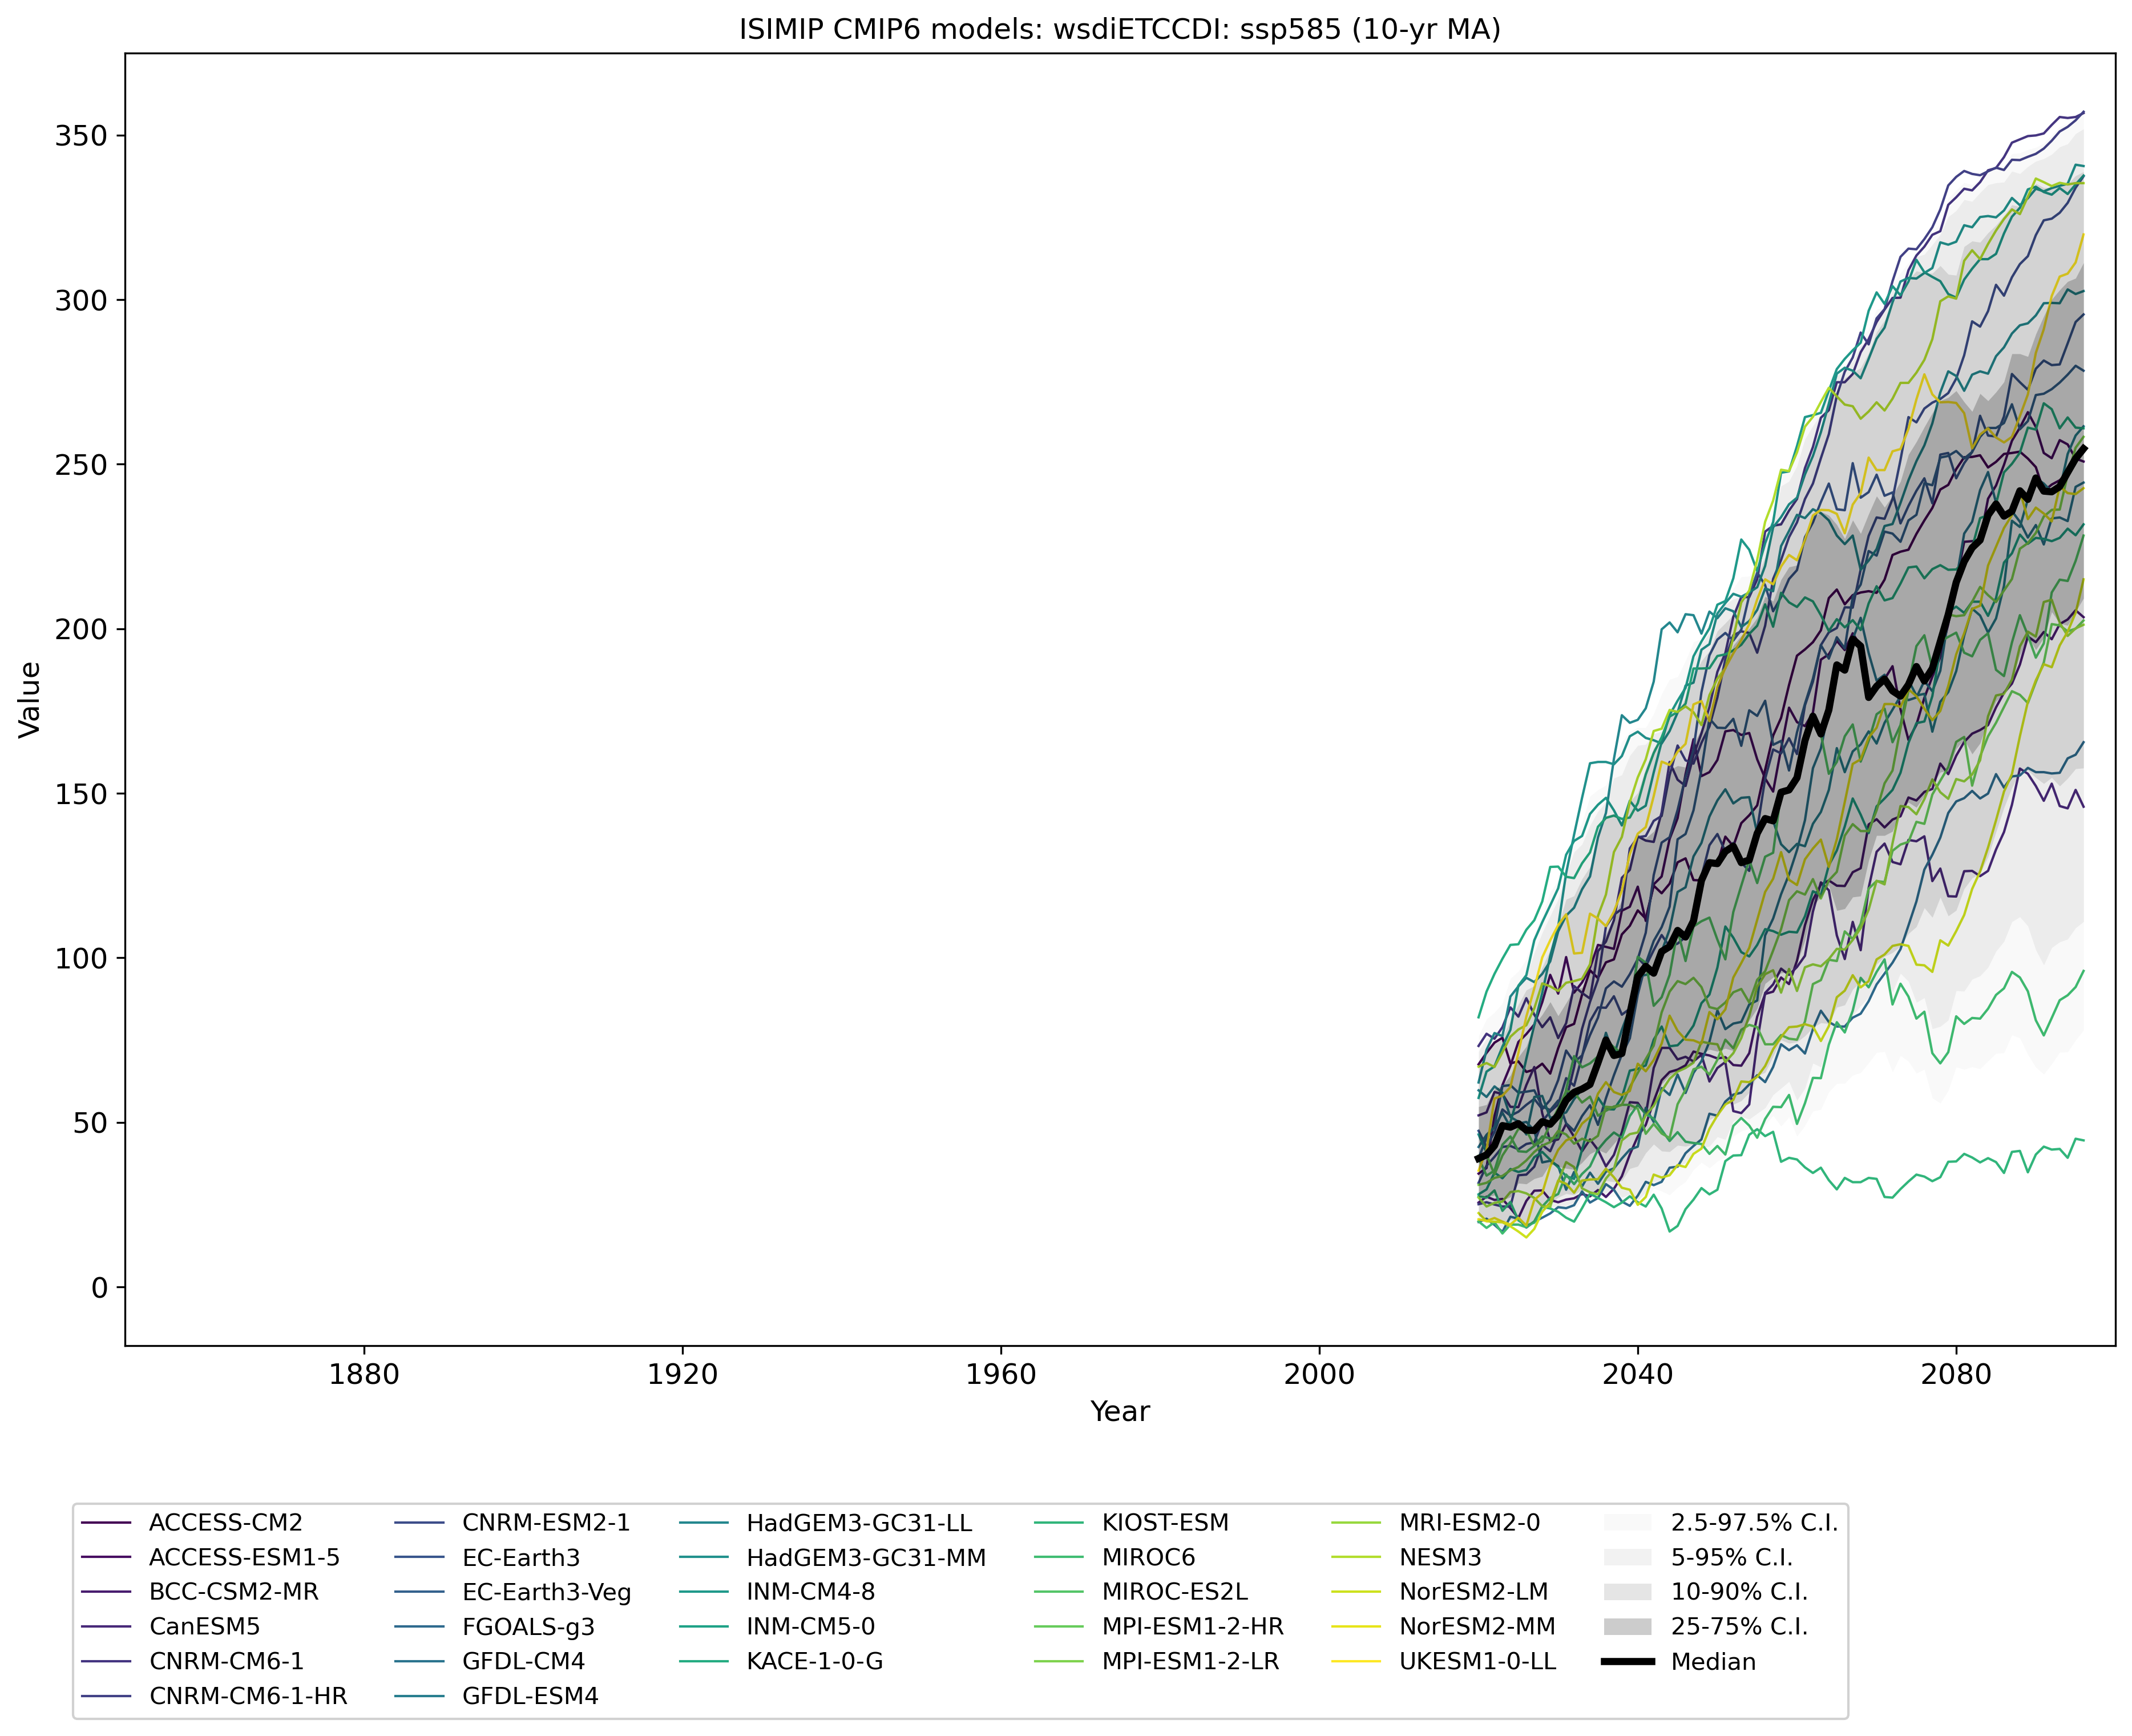 ISIMIP CMIP6 models: wsdiETCCDI: ssp585 (10-yr MA)
350
300
250
200
150
100
50
0
Value
1880
1920
1960
2000
2040
2080
Year
ACCESS-CM2
ACCESS-ESM1-5
BCC-CSM2-MR
CanESM5
CNRM-CM6-1
CNRM-CM6-1-HR
CNRM-ESM2-1
EC-Earth3
EC-Earth3-Veg
FGOALS-g3
GFDL-CM4
GFDL-ESM4
HadGEM3-GC31-LL
HadGEM3-GC31-MM
INM-CM4-8
INM-CM5-0
KACE-1-0-G
KIOST-ESM
MIROC6
MIROC-ES2L
MPI-ESM1-2-HR
MPI-ESM1-2-LR
MRI-ESM2-0
NESM3
NorESM2-LM
NorESM2-MM
UKESM1-0-LL
2.5-97.5% C.I.
5-95% C.I.
10-90% C.I.
25-75% C.I.
Median